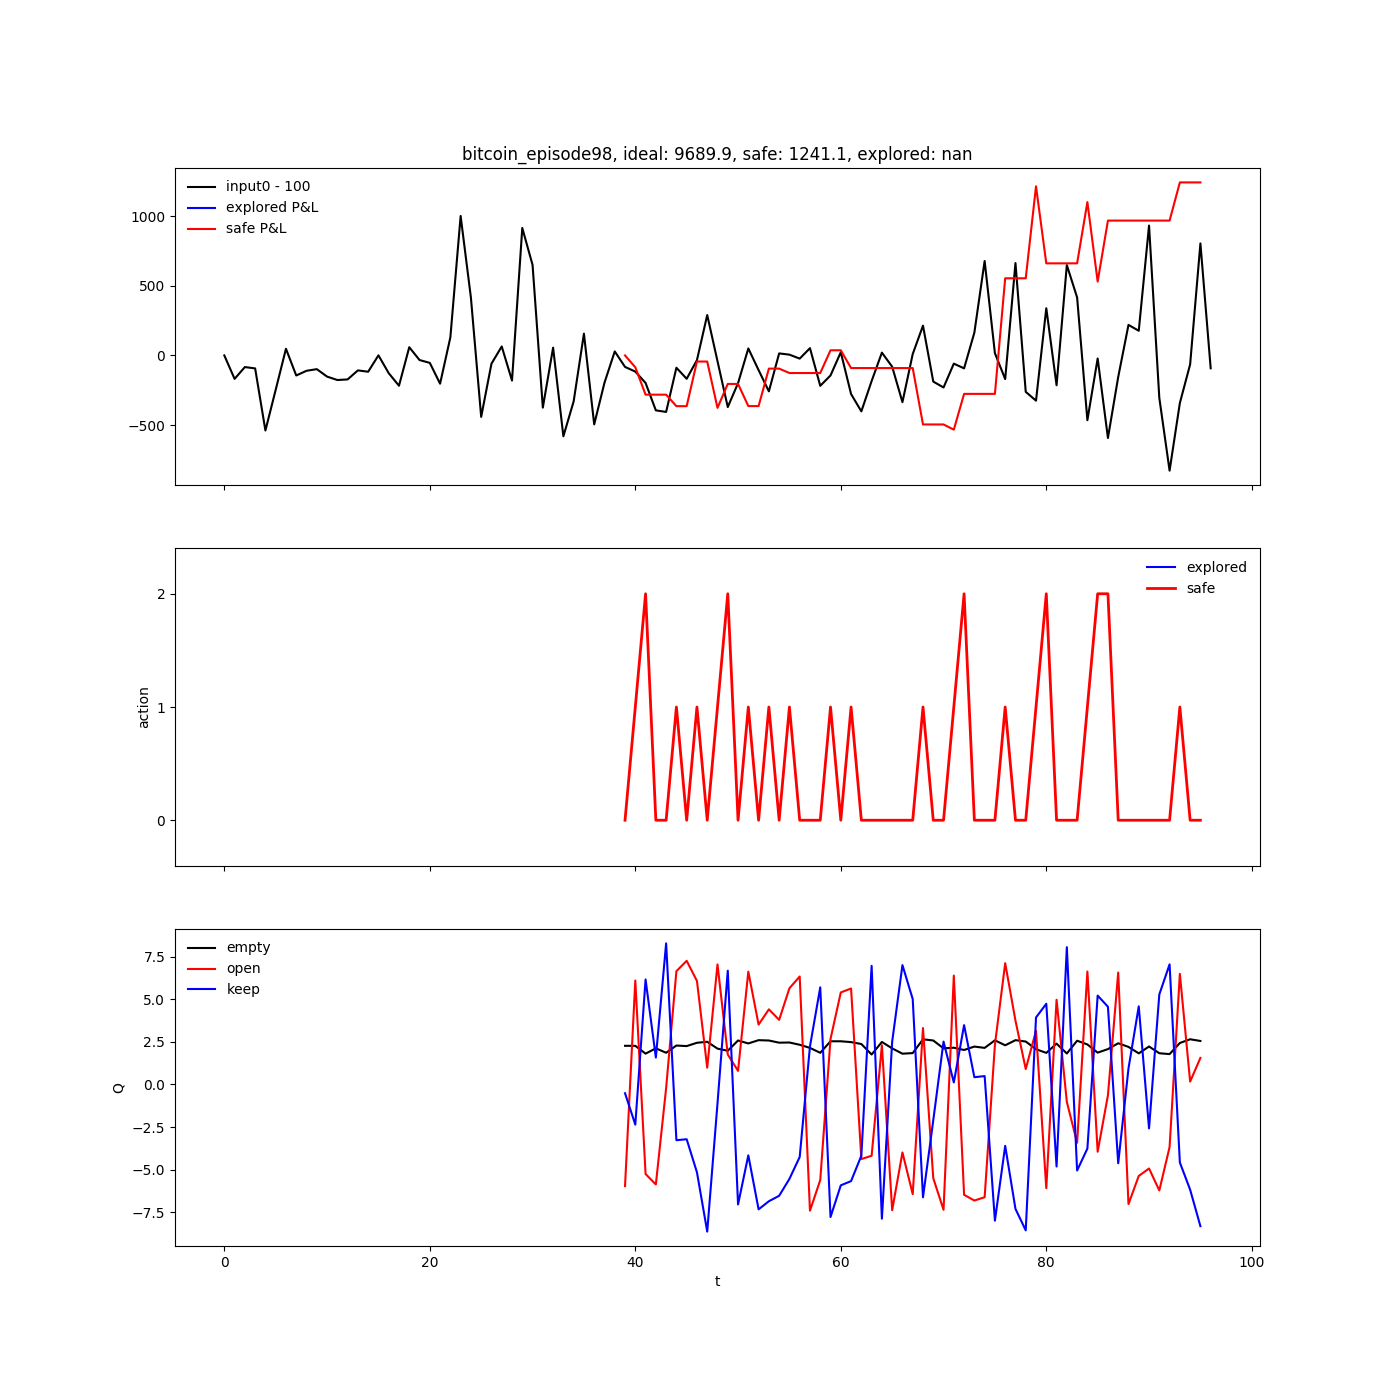 bitcoin_episode98, ideal: 9689.9, safe: 1241.1, explored: nan
input0 - 100
explored P&L
safe P&L
1000
500
0
−500
explored
safe
2
1
0
action
empty
open
keep
7.5
5.0
2.5
0.0
−2.5
−5.0
−7.5
Q
0 20 40 60 80 100
t